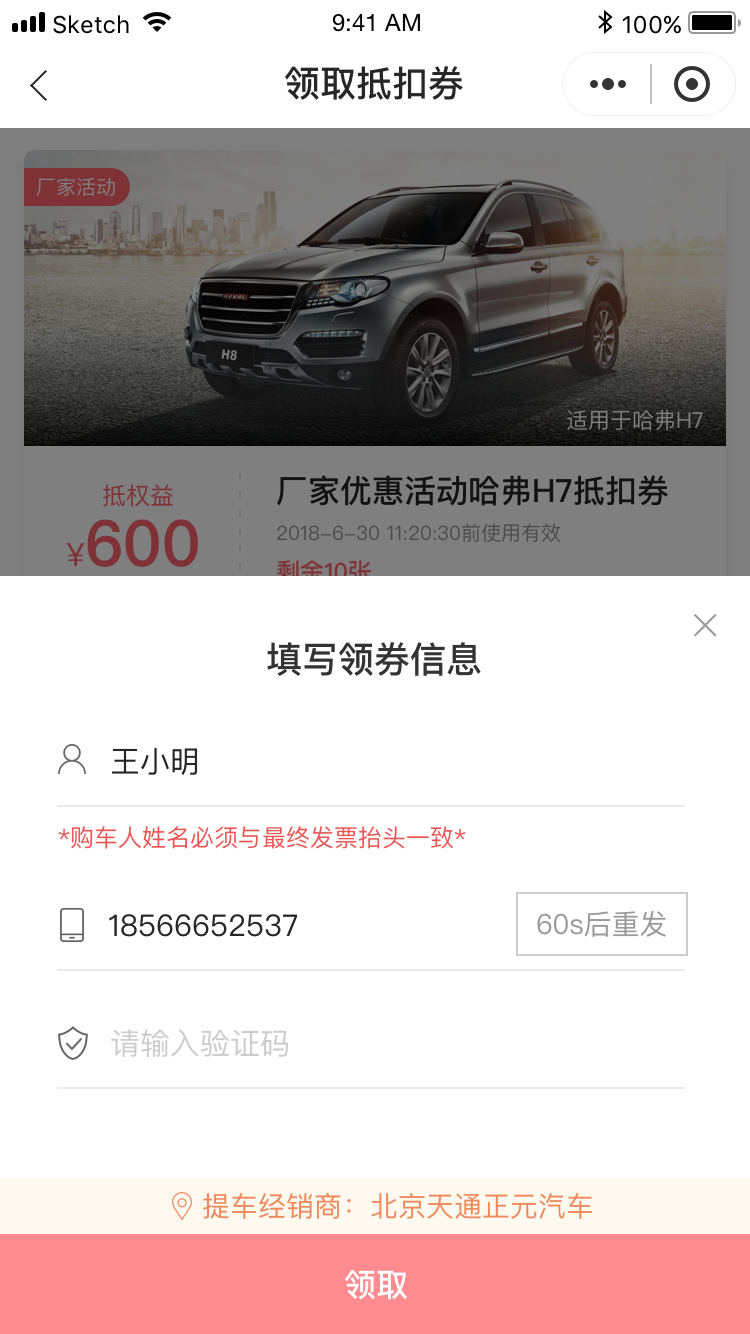 Sketch 9:41 AM 100%
领取抵扣券
厂家活动
HAVAL
H8
适用于哈弗H7
抵权益
厂家优惠活动哈弗H7抵扣券
¥600
2018-6-30 11:20:30前使用有效
剩余10张
填写领券信息
王小明
*购车人姓名必须与最终发票抬头一致*
18566652537
60s后重发
请输入验证码
提车经销商：北京天通正元汽车
领取